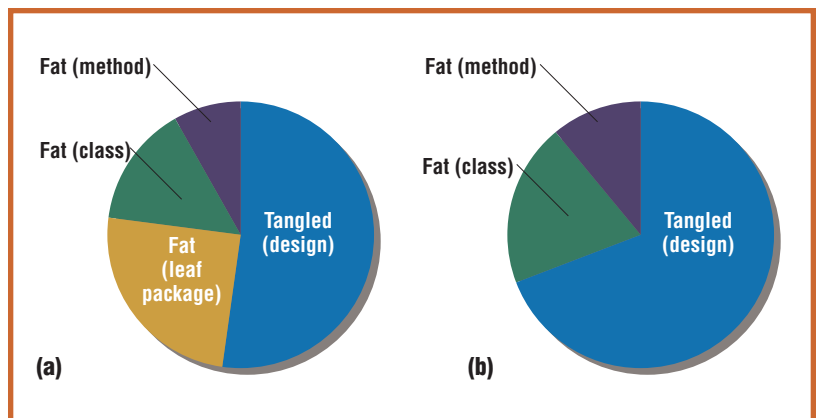 Fat (method)
Fat (class)
Tangled
(design)
Fat
(leaf
package)
(a)
Fat (method)
Fat (class)
Tangled
(design)
(b)